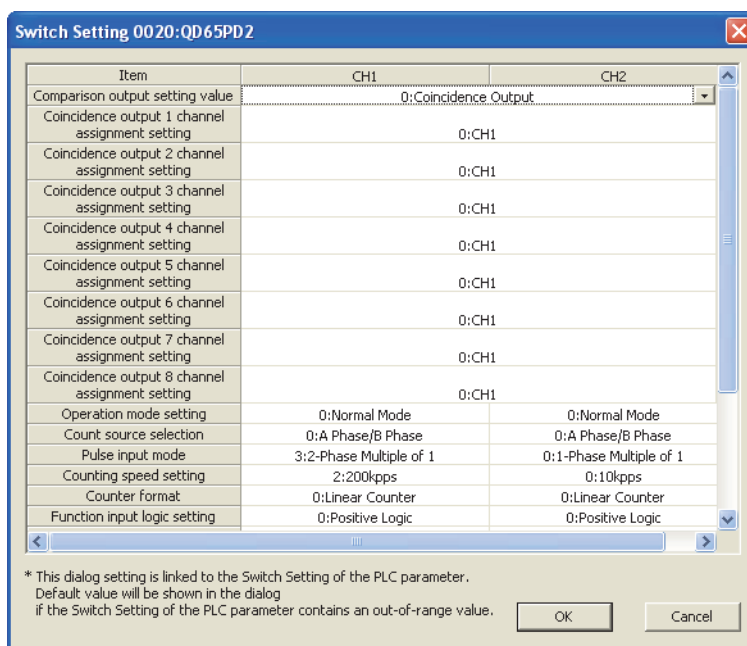 Switch Setting 0020:QD65PD2
Item CH1 CH2
Comparison output setting value 0:Coincidence Output
Coincidence output 1 channel
assignment setting 0:CH1
Coincidence output 2 channel
assignment setting 0:CH1
Coincidence output 3 channel
assignment setting 0:CH1
Coincidence output 4 channel
assignment setting 0:CH1
Coincidence output 5 channel
assignment setting 0:CH1
Coincidence output 6 channel
assignment setting 0:CH1
Coincidence output 7 channel
assignment setting 0:CH1
Coincidence output 8 channel
assignment setting 0:CH1
Operation mode setting 0:Normal Mode 0:Normal Mode
Count source selection 0:A Phase/B Phase 0:A Phase/B Phase
Pulse input mode 3:2-Phase Multiple of 1 0:1-Phase Multiple of 1
Counting speed setting 2:200kpps 0:10kpps
Counter format 0:Linear Counter 0:Linear Counter
Function input logic setting 0:Positive Logic 0:Positive Logic
* This dialog setting is linked to the Switch Setting of the PLC parameter.
Default value will be shown in the dialog
if the Switch Setting of the PLC parameter contains an out-of-range value.
OK Cancel